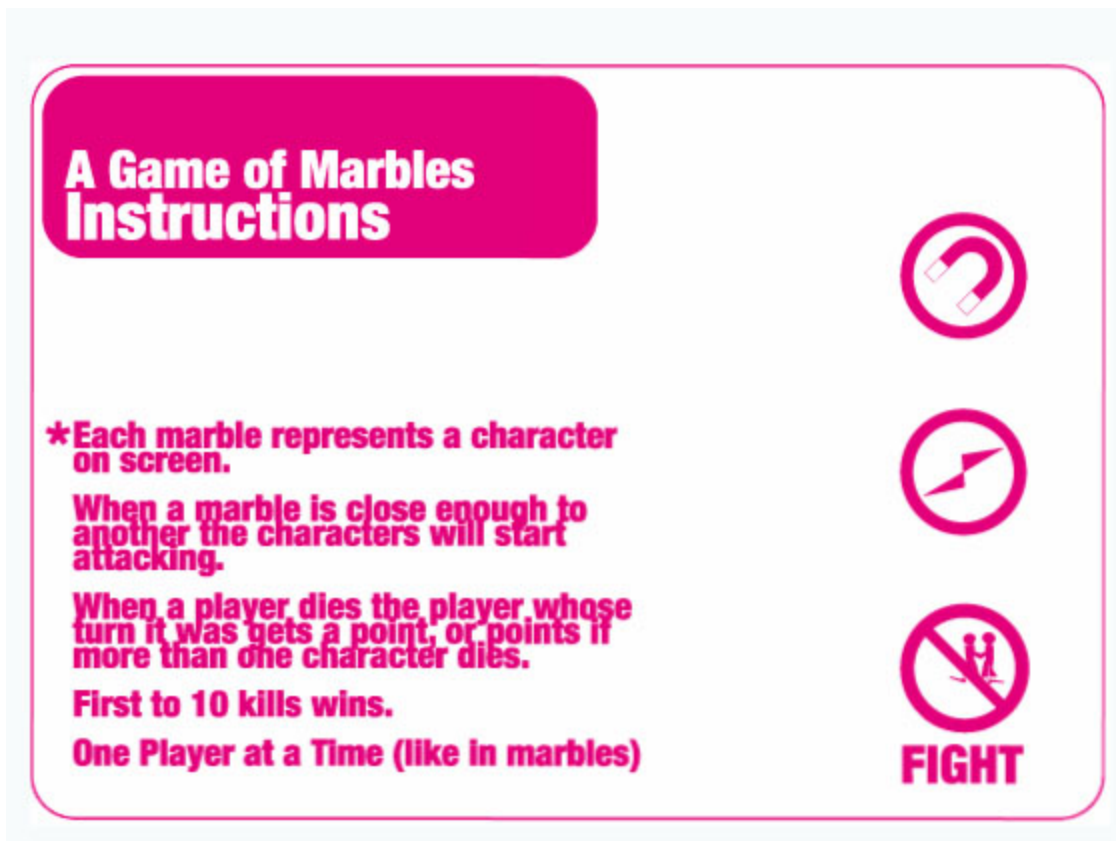 A Game of Marbles
Instructions
*Each marble represents a character
on screen.
When a marble is close enough to
another the characters will start
attacking.
When a player dies the player whose
turn it was gets a point, or points if
more than one character dies.
First to 10 kills wins.
One Player at a Time (like in marbles)
FIGHT